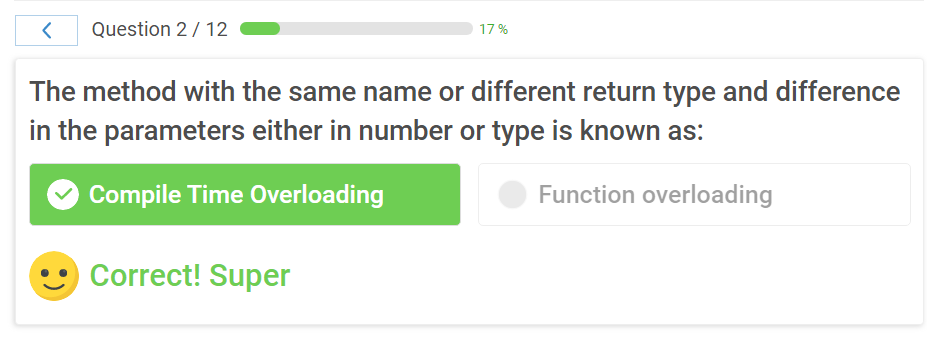 Question 2 / 12
17 %
The method with the same name or different return type and difference
in the parameters either in number or type is known as:
Compile Time Overloading
Function overloading
Correct! Super